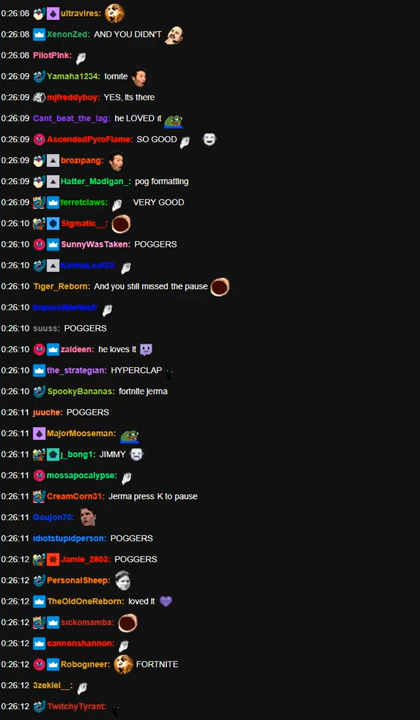 0:26:08 ultravires:
0:26:08 XenonZed: AND YOU DIDN'T
0:26:08 PilotPink:
0:26:09 Yamaha1234: fornite
0:26:09 mjfreddyboy: YES, its there
0:26:09 Cant_beat_the_lag: he LOVED it
0:26:09 AscendedPyroFlame: SO GOOD
0:26:09 brozipang:
0:26:09 Hatter_Madigan_: pog formatting
0:26:10 ferretclaws: VERY GOOD
0:26:10 Sigmatic__:
0:26:10 SunnyWasTaken: POGGERS
0:26:10
0:26:10 Tiger_Reborn: And you still missed the pause
0:26:10
0:26:10 suuss: POGGERS
0:26:10 zaideen: he loves it
0:26:10 the_strategian: HYPERCLAP
0:26:10 SpookyBananas: fortnite jerma
0:26:11 juuche: POGGERS
0:26:11 MajorMooseman:
0:26:11 j_bong1: JIMMY
0:26:11 mossapocalypse:
0:26:11 CreamCorn31: Jerma press K to pause
0:26:11 Goujon70:
0:26:11 idiotstupidperson: POGGERS
0:26:12 Jamie_2803: POGGERS
0:26:12 PersonalSheep:
0:26:12 TheOldOneReborn: loved it
0:26:12 sickomamba:
0:26:12 cannonshannon:
0:26:12 Robogineer: FORTNITE
0:26:12 3zekiel__:
0:26:12 TwitchyTyrant: